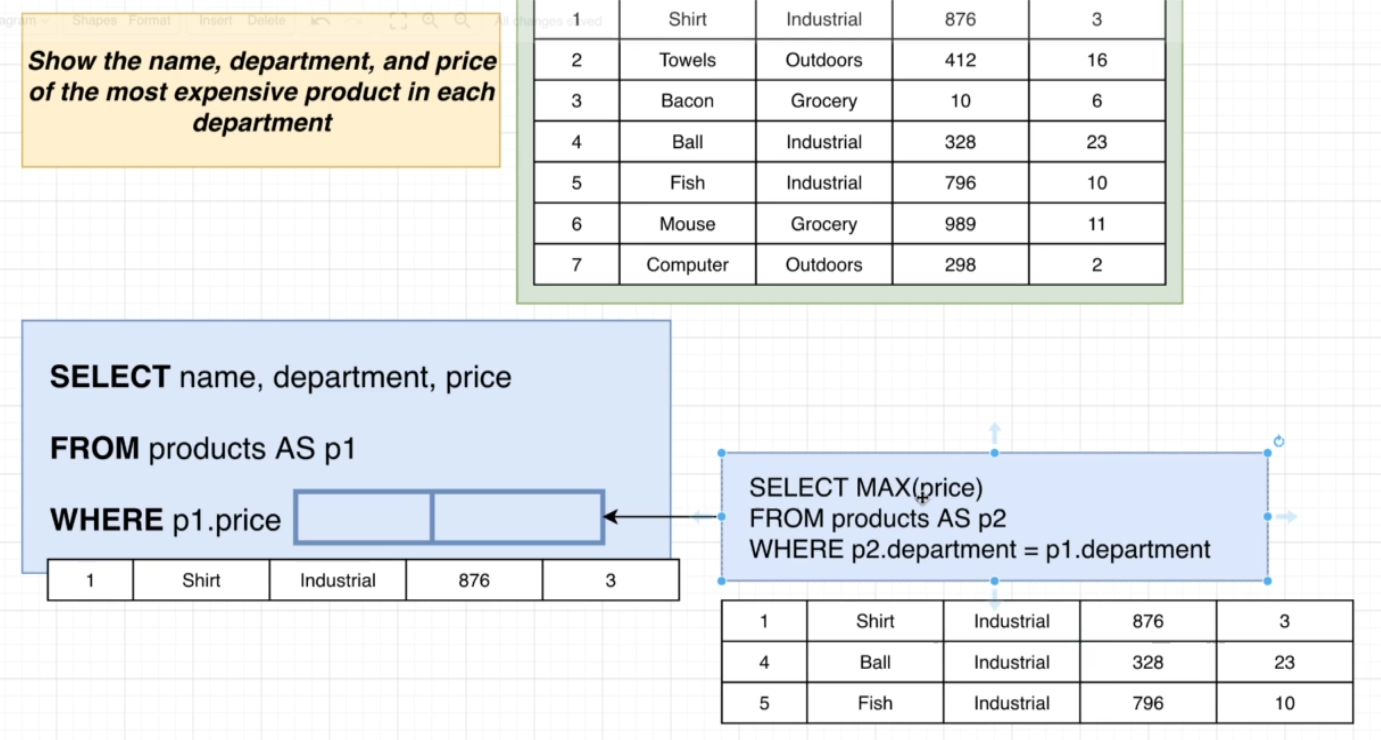 Shapes Format Insert Delete All changes saved
Show the name, department, and price
of the most expensive product in each
department
1 Shirt Industrial 876 3
2 Towels Outdoors 412 16
3 Bacon Grocery 10 6
4 Ball Industrial 328 23
5 Fish Industrial 796 10
6 Mouse Grocery 989 11
7 Computer Outdoors 298 2
SELECT name, department, price
FROM products AS p1
WHERE p1.price
1 Shirt Industrial 876 3
SELECT MAX(price)
FROM products AS p2
WHERE p2.department = p1.department
1 Shirt Industrial 876 3
4 Ball Industrial 328 23
5 Fish Industrial 796 10